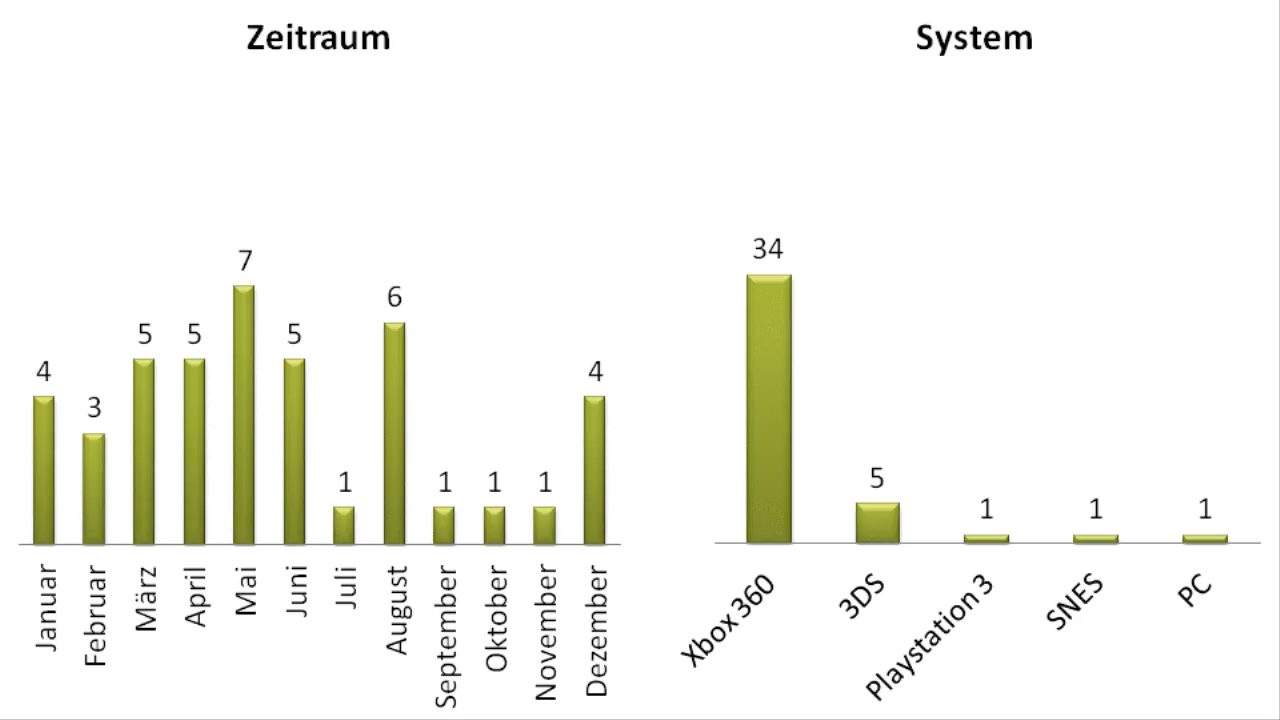 Zeitraum
4
3
5
5
7
5
1
6
1
1
1
4
Januar
Februar
März
April
Mai
Juni
Juli
August
September
Oktober
November
Dezember
System
34
5
1
1
1
Xbox 360
3DS
Playstation 3
SNES
PC